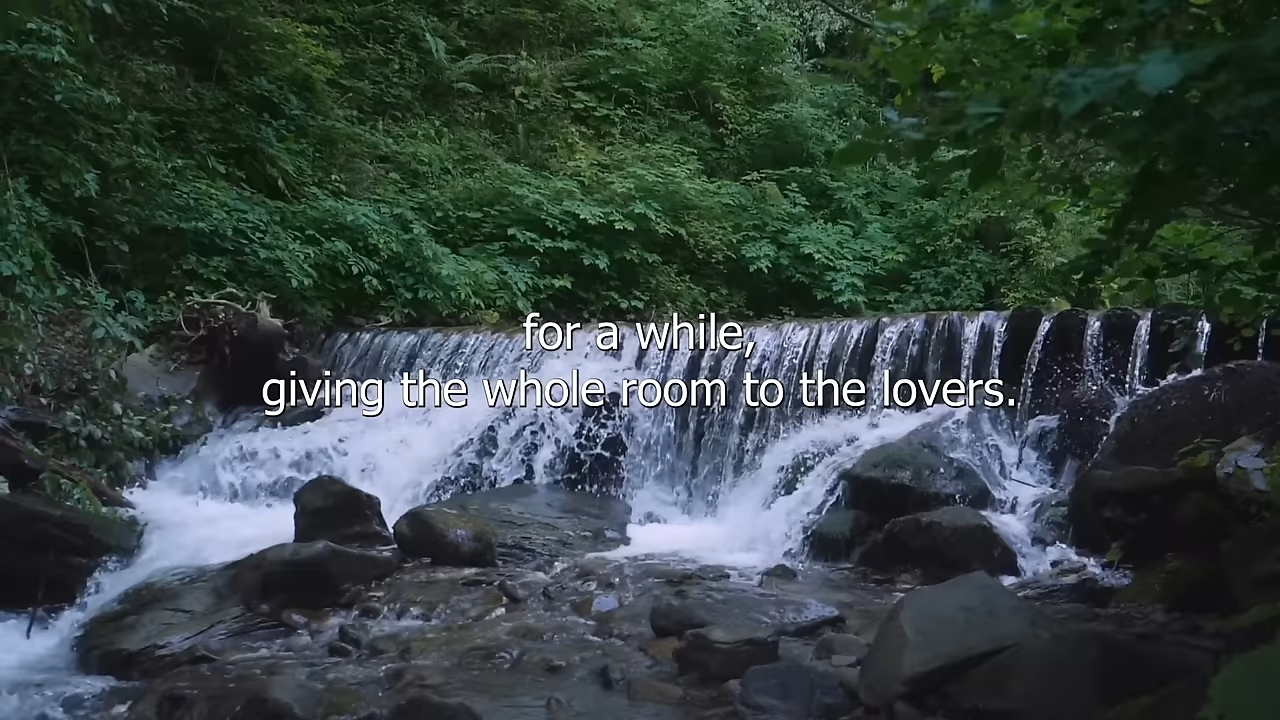 for a while,
giving the whole room to the lovers.